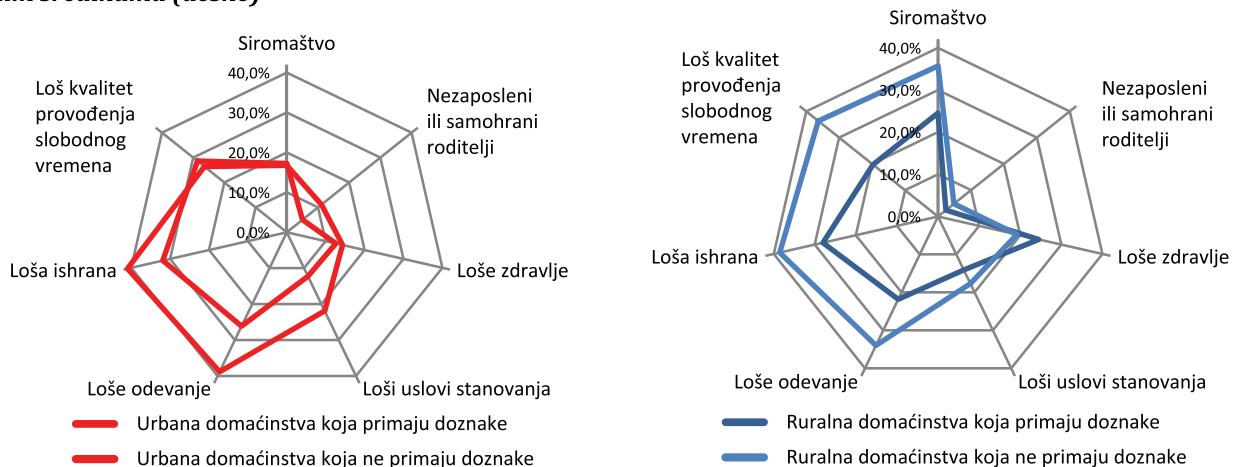 Siromaštvo
40,0%
30,0%
20,0%
10,0%
0,0%
Nezaposleni
ili samohrani
roditelji
Loše zdravlje
Loši uslovi stanovanja
Loše odevanje
Loša ishrana
Loš kvalitet
provođenja
slobodnog
vremena
Urbana domaćinstva koja primaju doznake
Urbana domaćinstva koja ne primaju doznake
Siromaštvo
40,0%
30,0%
20,0%
10,0%
0,0%
Nezaposleni
ili samohrani
roditelji
Loše zdravlje
Loši uslovi stanovanja
Loše odevanje
Loša ishrana
Loš kvalitet
provođenja
slobodnog
vremena
Ruralna domaćinstva koja primaju doznake
Ruralna domaćinstva koja ne primaju doznake